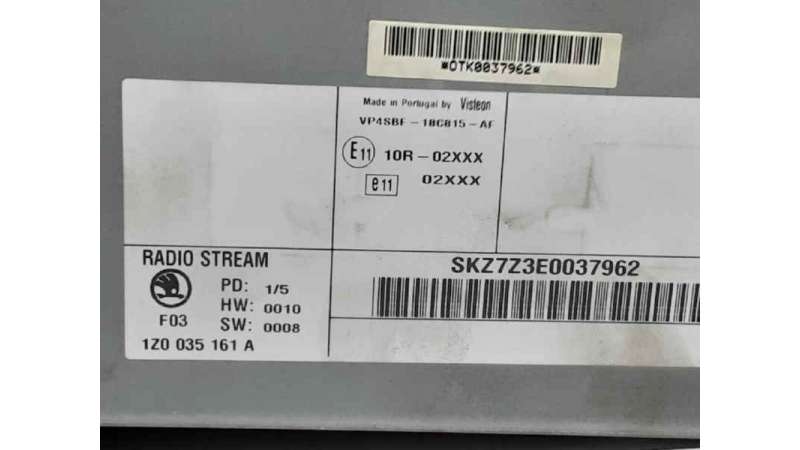 *OTK0037962*
Made in Portugal by Visteon
VP4SBF-18C815-AF
E11 10R-02XXX
e11 02XXX
RADIO STREAM
SKZ7Z3E0037962
PD: 1/5
HW: 0010
F03 SW: 0008
1Z0 035 161 A